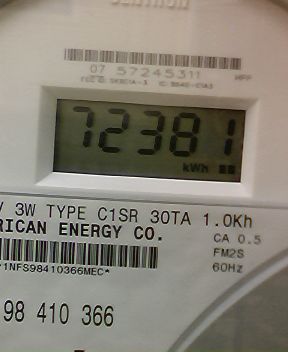 CENTRON
07 57245311
72381
kWh
V 3W TYPE C1SR 30TA 1.0Kh
RICAN ENERGY CO.
CA 0.5
FM2S
60Hz
*1NFS98410366MEC*
98 410 366